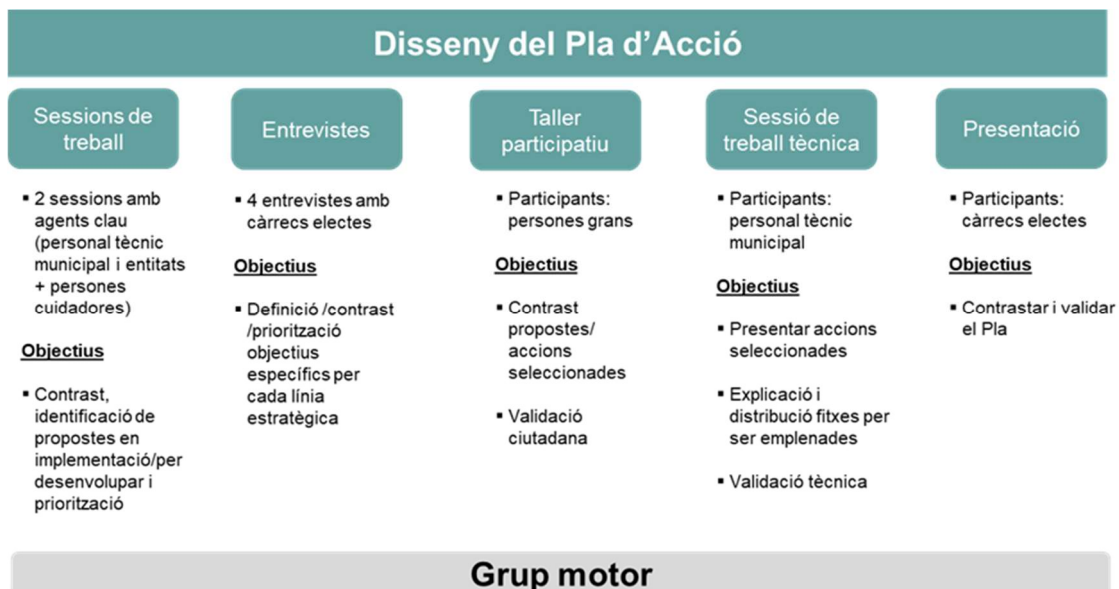 Disseny del Pla d'Acció
Sessions de
treball
▪ 2 sessions amb
agents clau
(personal tècnic
municipal i entitats
+ persones
cuidadores)
Objectius
▪ Contrast,
identificació de
propostes en
implementació/per
desenvolupar i
priorització
Entrevistes
▪ 4 entrevistes amb
càrrecs electes
Objectius
▪ Definició /contrast
/priorització
objectius
específics per
cada línia
estratègica
Taller
participatiu
▪ Participants:
persones grans
Objectius
▪ Contrast
propostes/
accions
seleccionades
▪ Validació
ciutadana
Sessió de
treball tècnica
▪ Participants:
personal tècnic
municipal
Objectius
▪ Presentar accions
seleccionades
▪ Explicació i
distribució fitxes per
ser emplenades
▪ Validació tècnica
Presentació
▪ Participants:
càrrecs electes
Objectius
▪ Contrastar i validar
el Pla
Grup motor